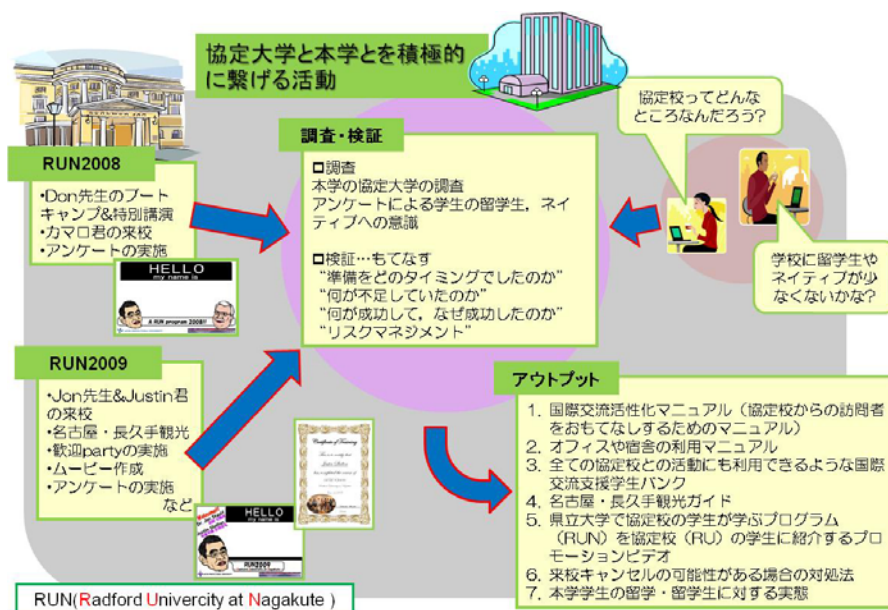 協定大学と本学とを積極的
に繋げる活動
協定校ってどんな
ところなんだろう?
学校に留学生や
ネイティブが少
なくないかな?
RUN2008
・Don先生のブート
キャンプ&特別講演
・カマロ君の来校
・アンケートの実施
HELLO
my name is
A RUN program 2008!!
調査・検証
□調査
本学の協定大学の調査
アンケートによる学生の留学生，ネイ
ティブへの意識
□検証…もてなす
“準備をどのタイミングでしたのか”
“何が不足していたのか”
“何が成功して，なぜ成功したのか”
“リスクマネジメント”
RUN2009
・Jon先生&Justin君
の来校
・名古屋・長久手観光
・歓迎partyの実施
・ムービー作成
・アンケートの実施
など
Certificate of Training
HELLO
my name is
RUN2009
アウトプット
1. 国際交流活性化マニュアル（協定校からの訪問者
をおもてなしするためのマニュアル）
2. オフィスや宿舎の利用マニュアル
3. 全ての協定校との活動にも利用できるような国際
交流支援学生バンク
4. 名古屋・長久手観光ガイド
5. 県立大学で協定校の学生が学ぶプログラム
（RUN）を協定校（RU）の学生に紹介するプロ
モーションビデオ
6. 来校キャンセルの可能性がある場合の対処法
7. 本学学生の留学・留学生に対する実態
RUN(Radford Univercity at Nagakute )